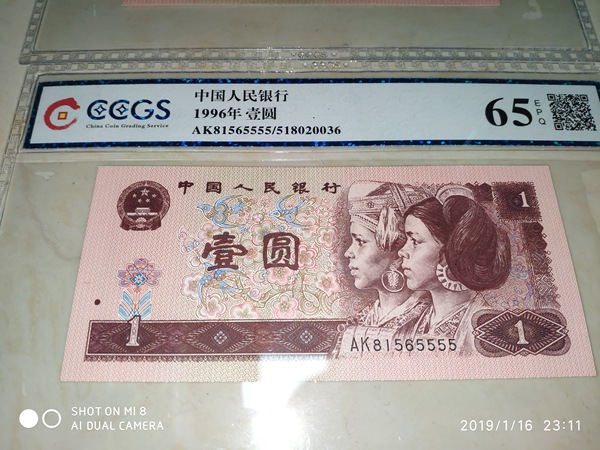 CCGS
China Coin Grading Service
中国人民银行
1996年 壹圆
AK81565555/518020036
65
EPQ
中国人民银行
1
壹圆
1
AK81565555
1
SHOT ON MI 8
AI DUAL CAMERA
2019/1/16 23:11